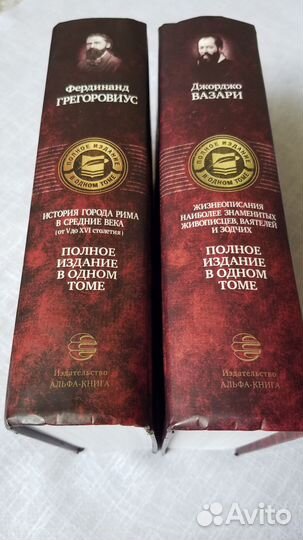 Фердинанд
ГРЕГОРОВИУС
ПОЛНОЕ ИЗДАНИЕ
В ОДНОМ ТОМЕ
ИСТОРИЯ ГОРОДА РИМА
В СРЕДНИЕ ВЕКА
(от V до XVI столетия)
ПОЛНОЕ
ИЗДАНИЕ
В ОДНОМ
ТОМЕ
Издательство
АЛЬФА-КНИГА
Джорджо
ВАЗАРИ
ПОЛНОЕ ИЗДАНИЕ
В ОДНОМ ТОМЕ
ЖИЗНЕОПИСАНИЯ
НАИБОЛЕЕ ЗНАМЕНИТЫХ
ЖИВОПИСЦЕВ, ВАЯТЕЛЕЙ
И ЗОДЧИХ
ПОЛНОЕ
ИЗДАНИЕ
В ОДНОМ
ТОМЕ
Издательство
АЛЬФА-КНИГА
Avito